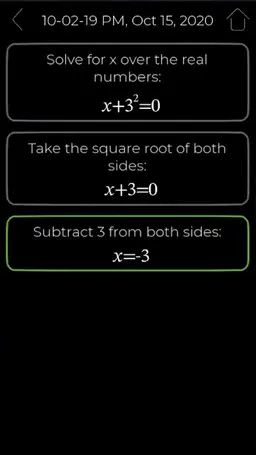 10-02-19 PM, Oct 15, 2020
Solve for x over the real
numbers:
x+3²=0
Take the square root of both
sides:
x+3=0
Subtract 3 from both sides:
x=-3